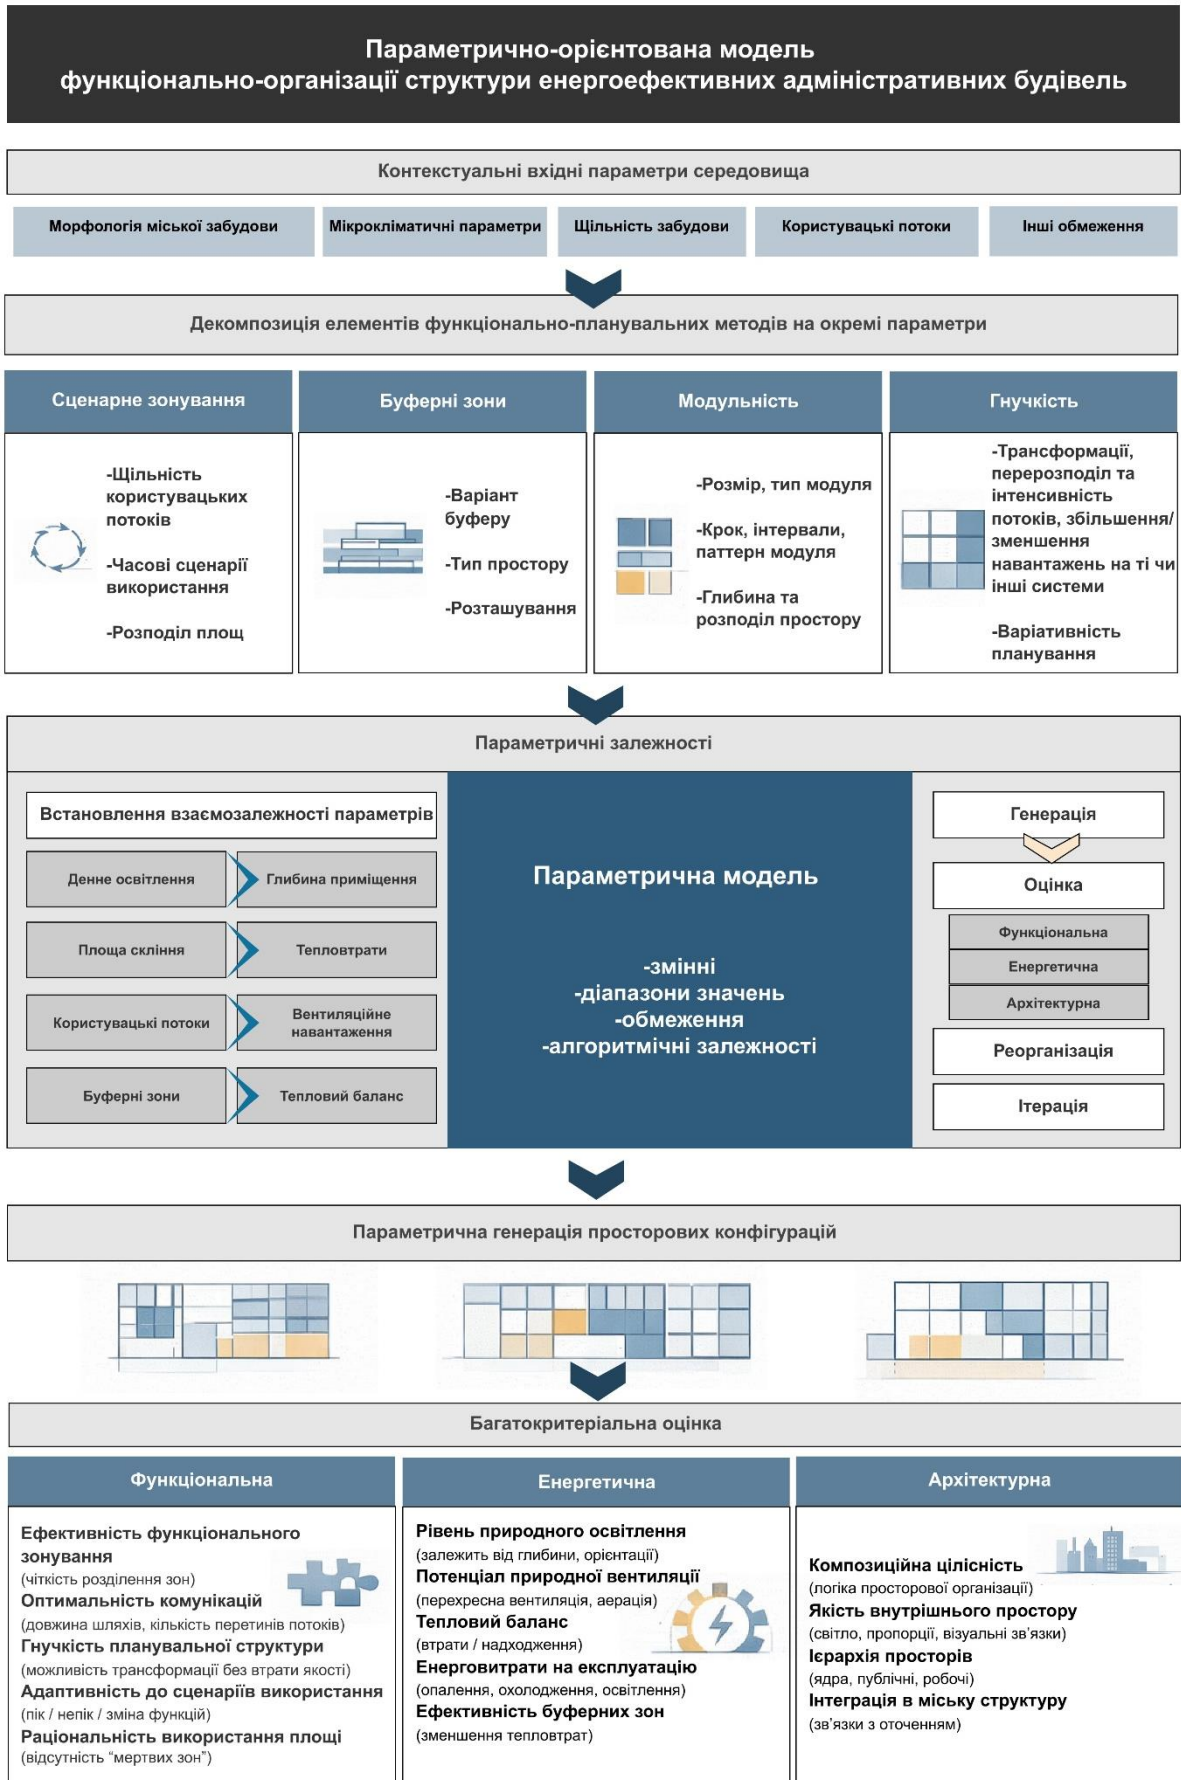 Параметрично-орієнтована модель
функціонально-організації структури енергоефективних адміністративних будівель
Контекстуальні вхідні параметри середовища
Морфологія міської забудови
Мікрокліматичні параметри
Щільність забудови
Користувацькі потоки
Інші обмеження
Декомпозиція елементів функціонально-планувальних методів на окремі параметри
Сценарне зонування
-Щільність
користувацьких
потоків
-Часові сценарії
використання
-Розподіл площ
Буферні зони
-Варіант
буферу
-Тип простору
-Розташування
Модульність
-Розмір, тип модуля
-Крок, інтервали,
паттерн модуля
-Глибина та
розподіл простору
Гнучкість
-Трансформації,
перерозподіл та
інтенсивність
потоків, збільшення/
зменшення
навантажень на ті чи
інші системи
-Варіативність
планування
Параметричні залежності
Встановлення взаємозалежності параметрів
Денне освітлення
Глибина приміщення
Площа скління
Тепловтрати
Користувацькі потоки
Вентиляційне
навантаження
Буферні зони
Тепловий баланс
Параметрична модель
-змінні
-діапазони значень
-обмеження
-алгоритмічні залежності
Генерація
Оцінка
Функціональна
Енергетична
Архітектурна
Реорганізація
Ітерація
Параметрична генерація просторових конфігурацій
Багатокритеріальна оцінка
Функціональна
Ефективність функціонального
зонування
(чіткість розділення зон)
Оптимальність комунікацій
(довжина шляхів, кількість перетинів потоків)
Гнучкість планувальної структури
(можливість трансформації без втрати якості)
Адаптивність до сценаріїв використання
(пік / непік / зміна функцій)
Раціональність використання площі
(відсутність “мертвих зон”)
Енергетична
Рівень природного освітлення
(залежить від глибини, орієнтації)
Потенціал природної вентиляції
(перехресна вентиляція, аерація)
Тепловий баланс
(втрати / надходження)
Енерговитрати на експлуатацію
(опалення, охолодження, освітлення)
Ефективність буферних зон
(зменшення тепловтрат)
Архітектурна
Композиційна цілісність
(логіка просторової організації)
Якість внутрішнього простору
(світло, пропорції, візуальні зв’язки)
Ієрархія просторів
(ядра, публічні, робочі)
Інтеграція в міську структуру
(зв’язки з оточенням)